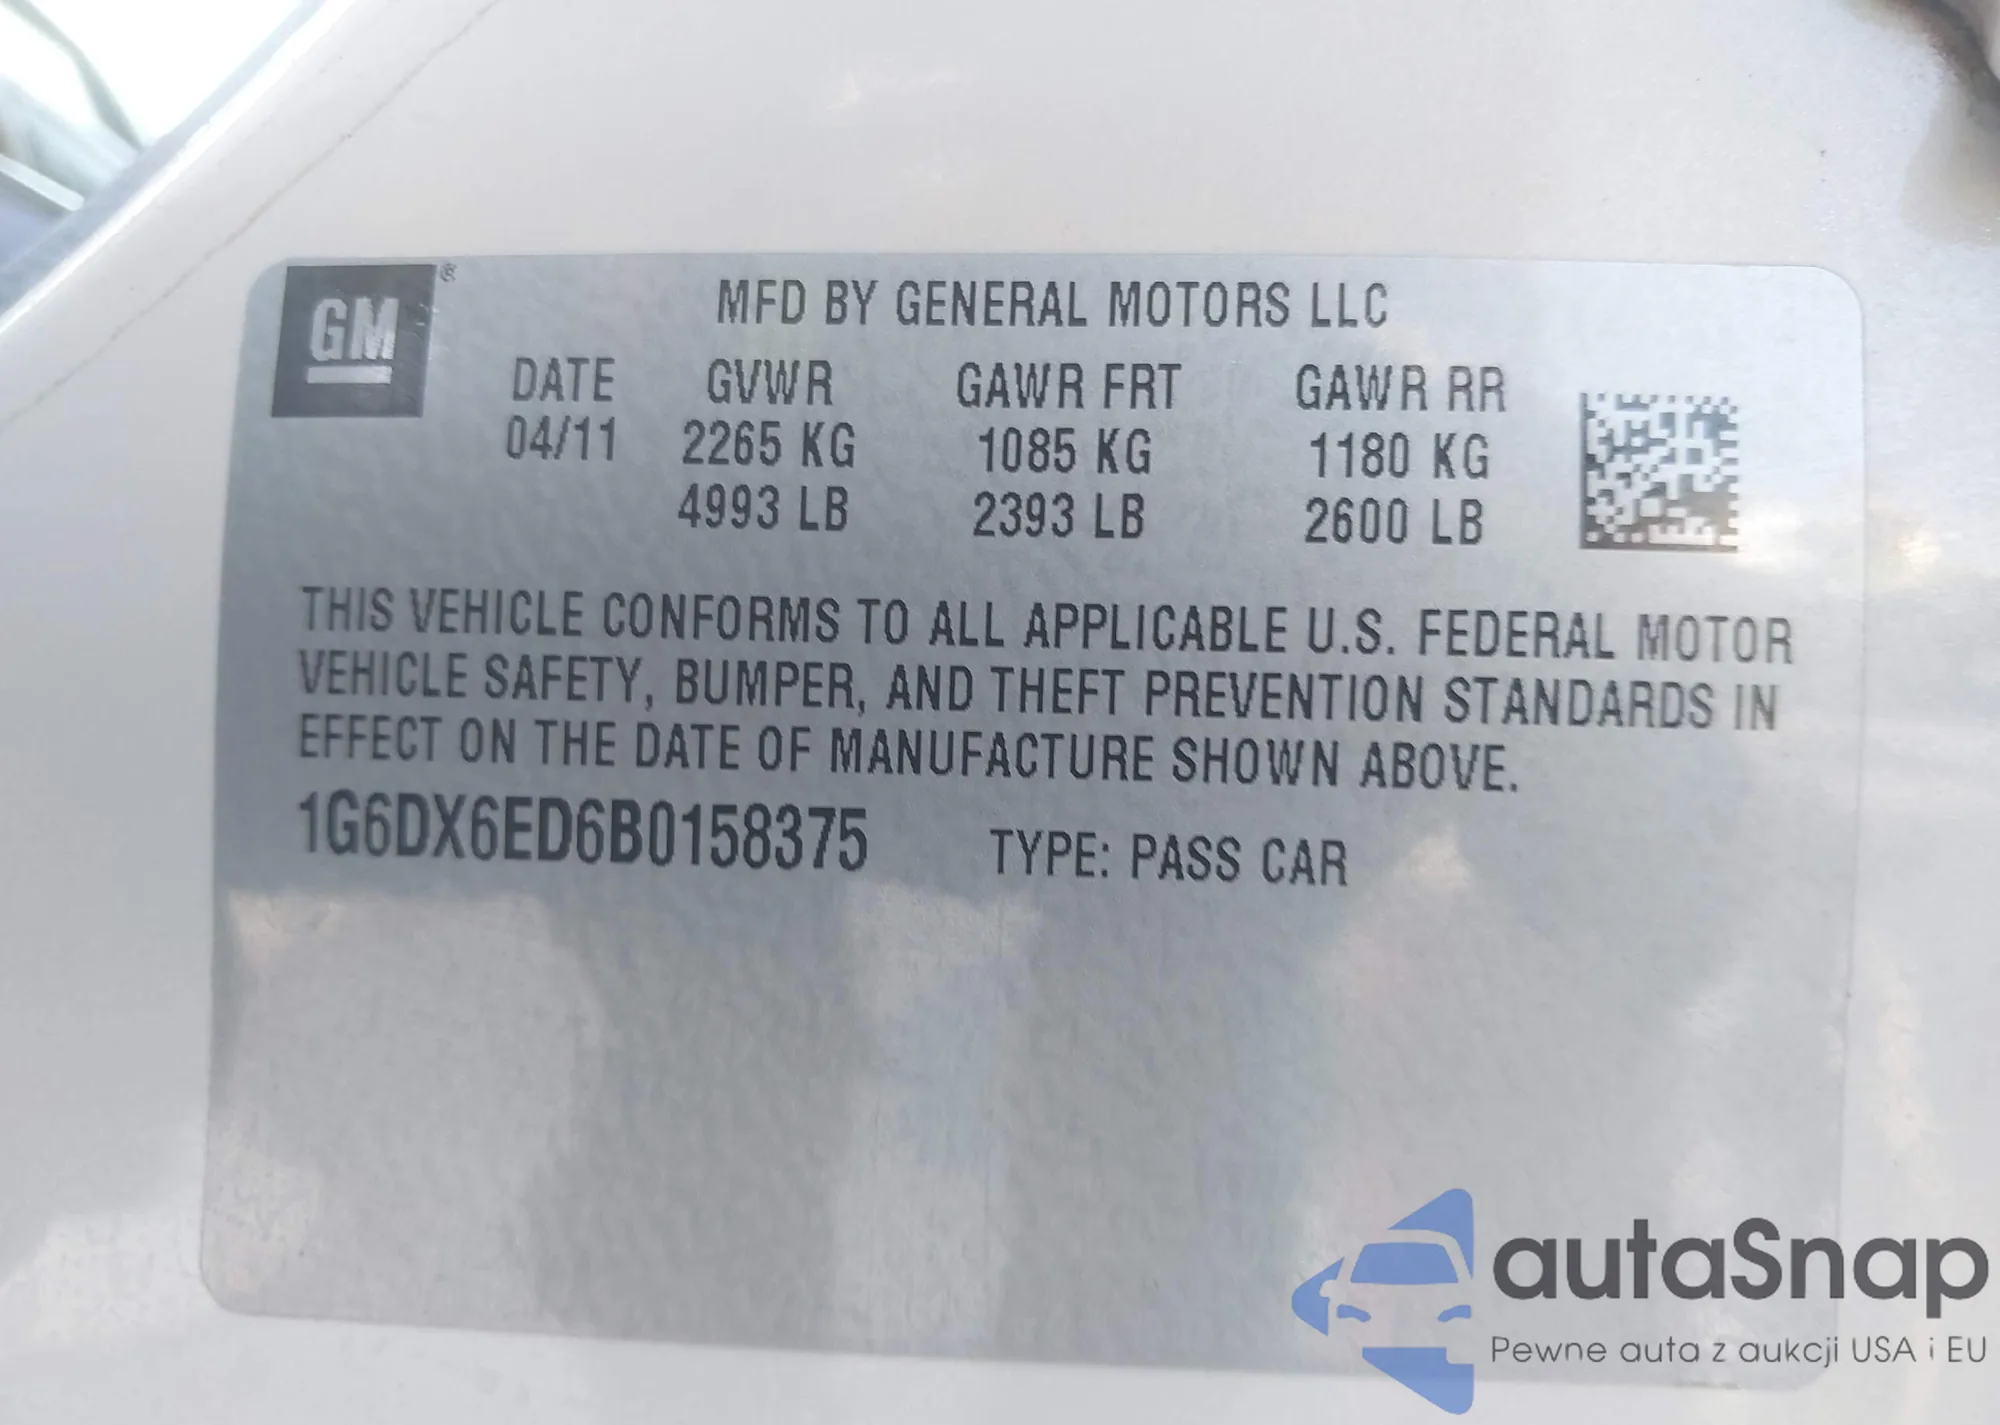 GM ®
MFD BY GENERAL MOTORS LLC
DATE GVWR GAWR FRT GAWR RR
04/11 2265 KG 1085 KG 1180 KG
4993 LB 2393 LB 2600 LB
THIS VEHICLE CONFORMS TO ALL APPLICABLE U.S. FEDERAL MOTOR
VEHICLE SAFETY, BUMPER, AND THEFT PREVENTION STANDARDS IN
EFFECT ON THE DATE OF MANUFACTURE SHOWN ABOVE.
1G6DX6ED6B0158375 TYPE: PASS CAR
autaSnap
Pewne auta z aukcji USA i EU